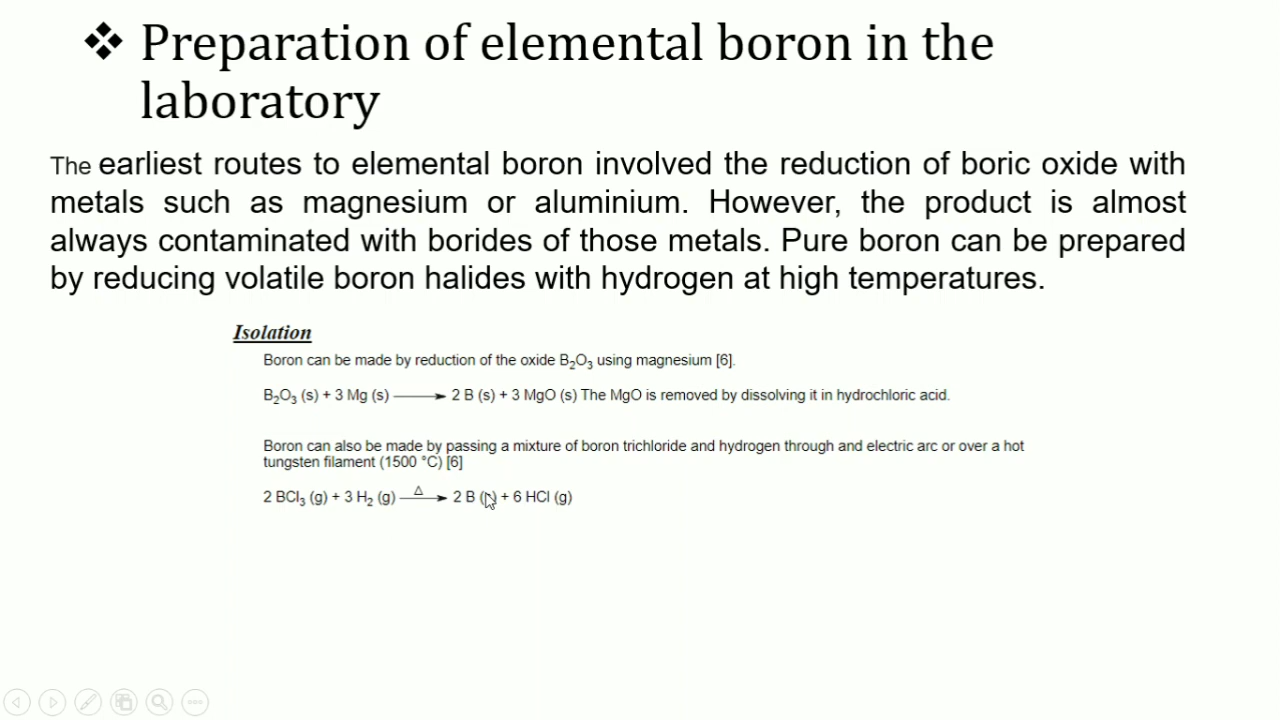 ❖ Preparation of elemental boron in the
laboratory
The earliest routes to elemental boron involved the reduction of boric oxide with
metals such as magnesium or aluminium. However, the product is almost
always contaminated with borides of those metals. Pure boron can be prepared
by reducing volatile boron halides with hydrogen at high temperatures.
Isolation
Boron can be made by reduction of the oxide B₂O₃ using magnesium [6].
B₂O₃ (s) + 3 Mg (s) ⟶ 2 B (s) + 3 MgO (s) The MgO is removed by dissolving it in hydrochloric acid.
Boron can also be made by passing a mixture of boron trichloride and hydrogen through and electric arc or over a hot
tungsten filament (1500 °C) [6]
Δ
2 BCl₃ (g) + 3 H₂ (g) ⟶ 2 B ( ) + 6 HCl (g)